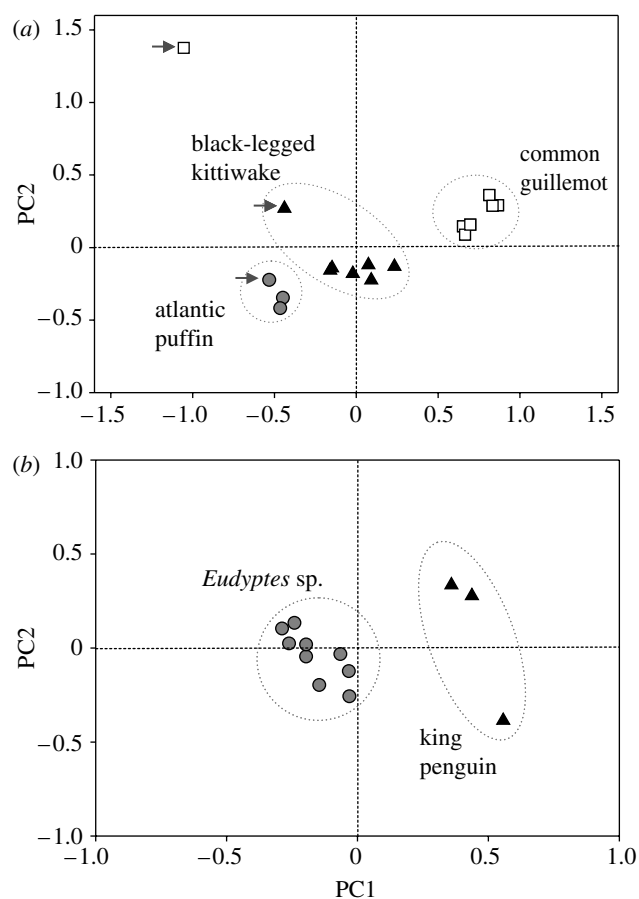 (a)
1.5
1.0
0.5
0
−0.5
−1.0
PC2
black-legged
kittiwake
common
guillemot
atlantic
puffin
−1.5 −1.0 −0.5 0 0.5 1.0 1.5
(b)
1.0
0.5
0
−0.5
−1.0
PC2
Eudyptes sp.
king
penguin
−1.0 −0.5 0 0.5 1.0
PC1